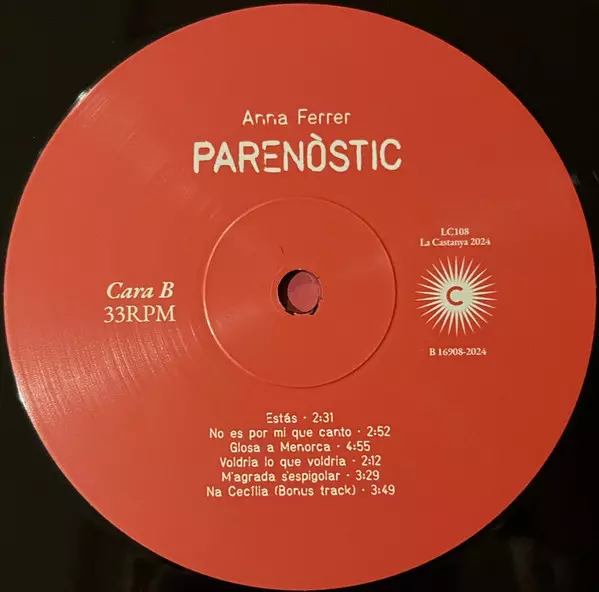 Anna Ferrer
PARENÒSTIC
LC108
La Castanya 2024
C
Cara B
33RPM
B 16908-2024
Estás · 2:31
No es por mi que canto · 2:52
Glosa a Menorca · 4:55
Voldria lo que voldria · 2:12
M'agrada s'espigolar · 3:29
Na Cecília (Bonus track) · 3:49